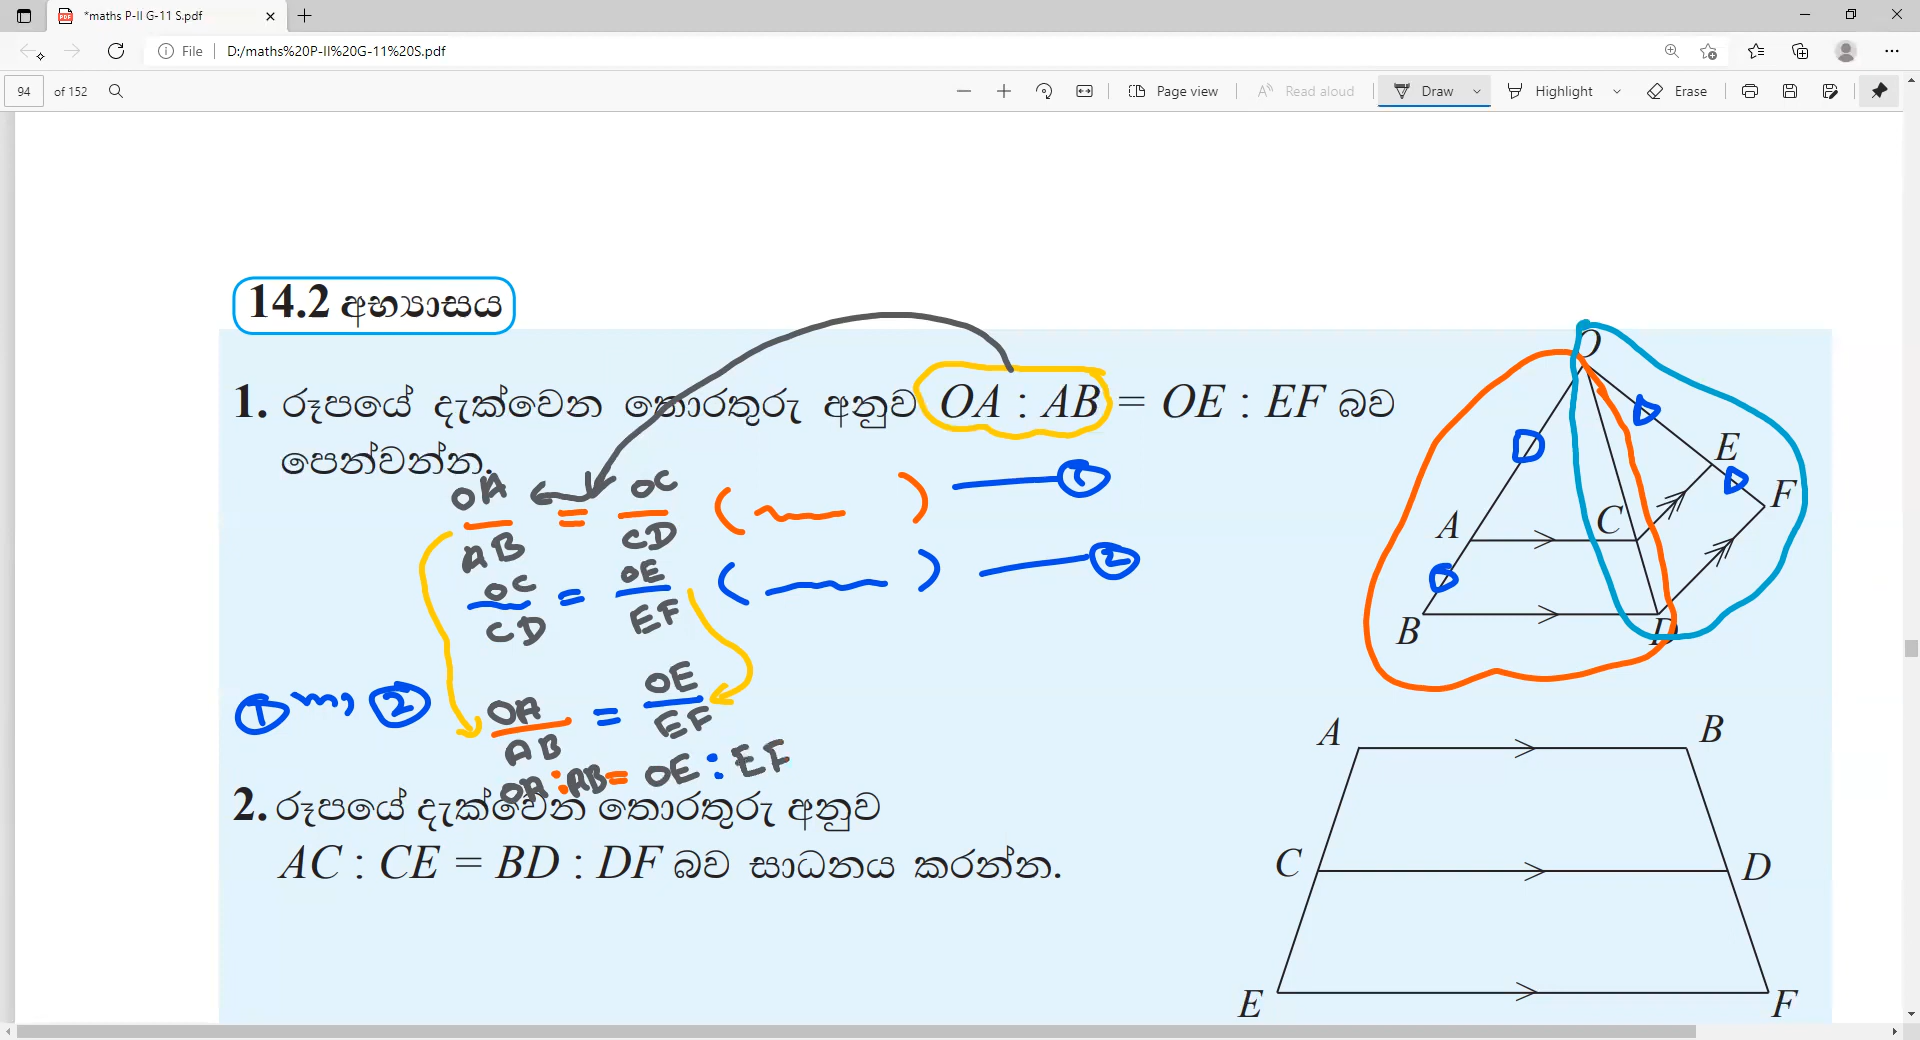 *maths P-II G-11 S.pdf
File D:/maths%20P-II%20G-11%20S.pdf
94 of 152 Page view Read aloud Draw Highlight Erase
14.2 අභ්‍යාසය
1. රූපයේ දැක්වෙන තොරතුරු අනුව OA : AB = OE : EF බව
පෙන්වන්න.
OA/AB = OC/CD ( ) 1
OC/CD = OE/EF ( ) 2
1 2 OA/AB = OE/EF
OA : AB = OE : EF
O
E
F
A
C
B
D
2. රූපයේ දැක්වෙන තොරතුරු අනුව
AC : CE = BD : DF බව සාධනය කරන්න.
A
B
C
D
E
F